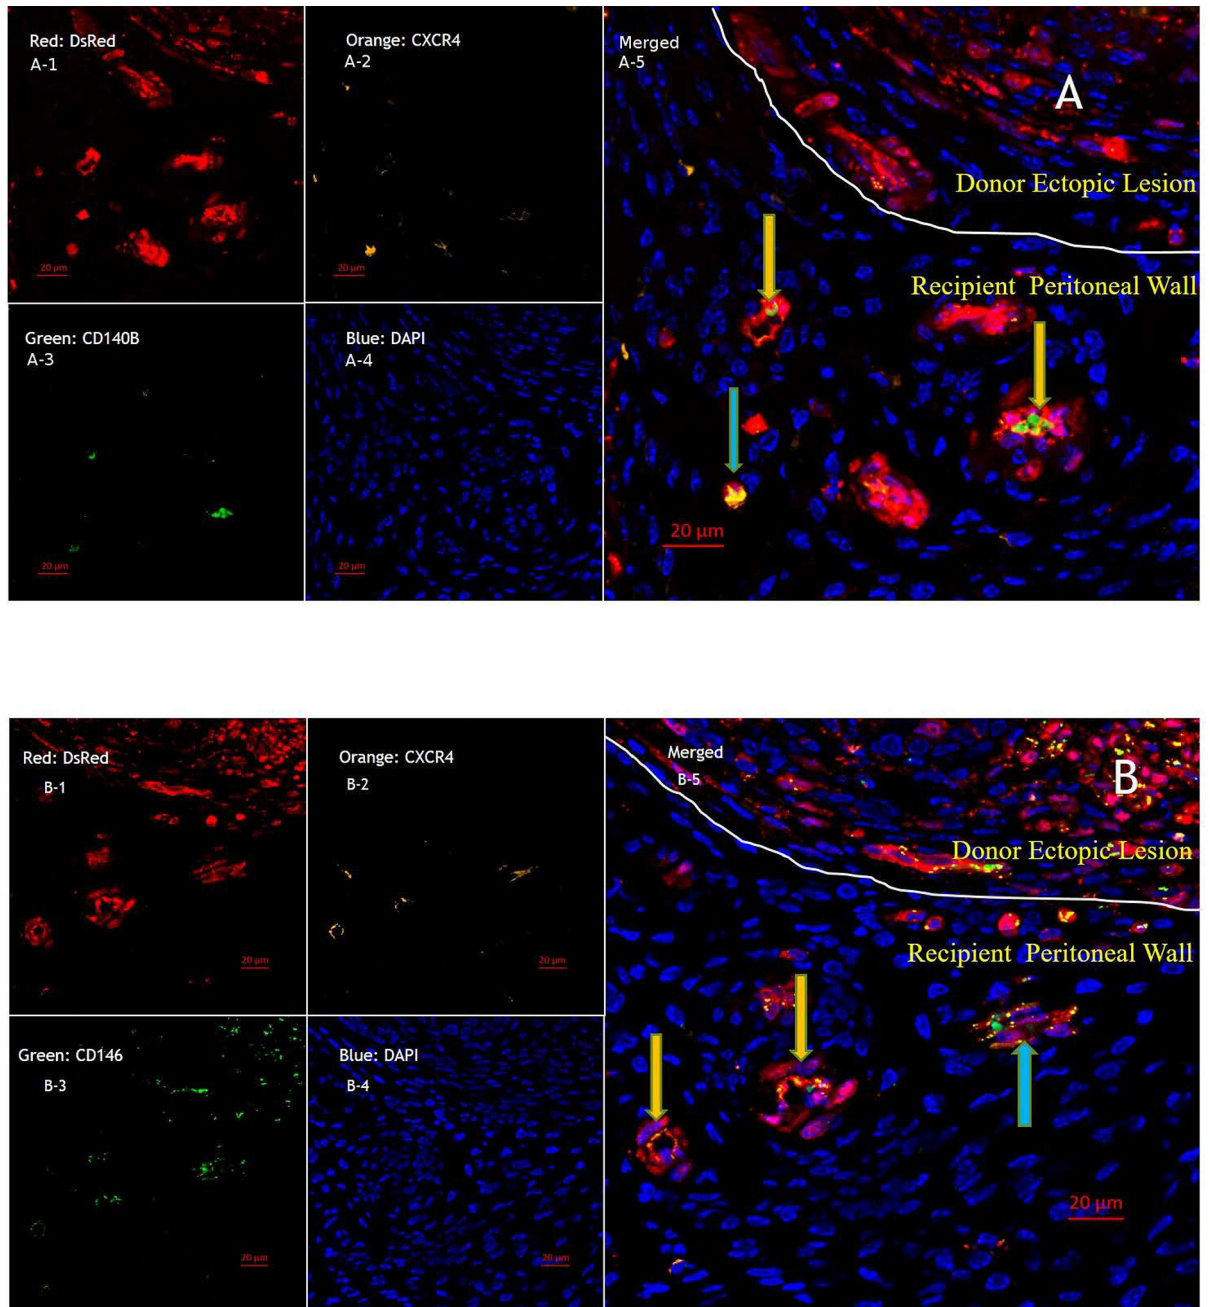 Red: DsRed
A-1
20 µm
Orange: CXCR4
A-2
20 µm
Green: CD140B
A-3
20 µm
Blue: DAPI
A-4
20 µm
Merged
A-5
A
Donor Ectopic Lesion
Recipient Peritoneal Wall
20 µm
Red: DsRed
B-1
20 µm
Orange: CXCR4
B-2
20 µm
Green: CD146
B-3
20 µm
Blue: DAPI
B-4
20 µm
Merged
B-5
B
Donor Ectopic Lesion
Recipient Peritoneal Wall
20 µm